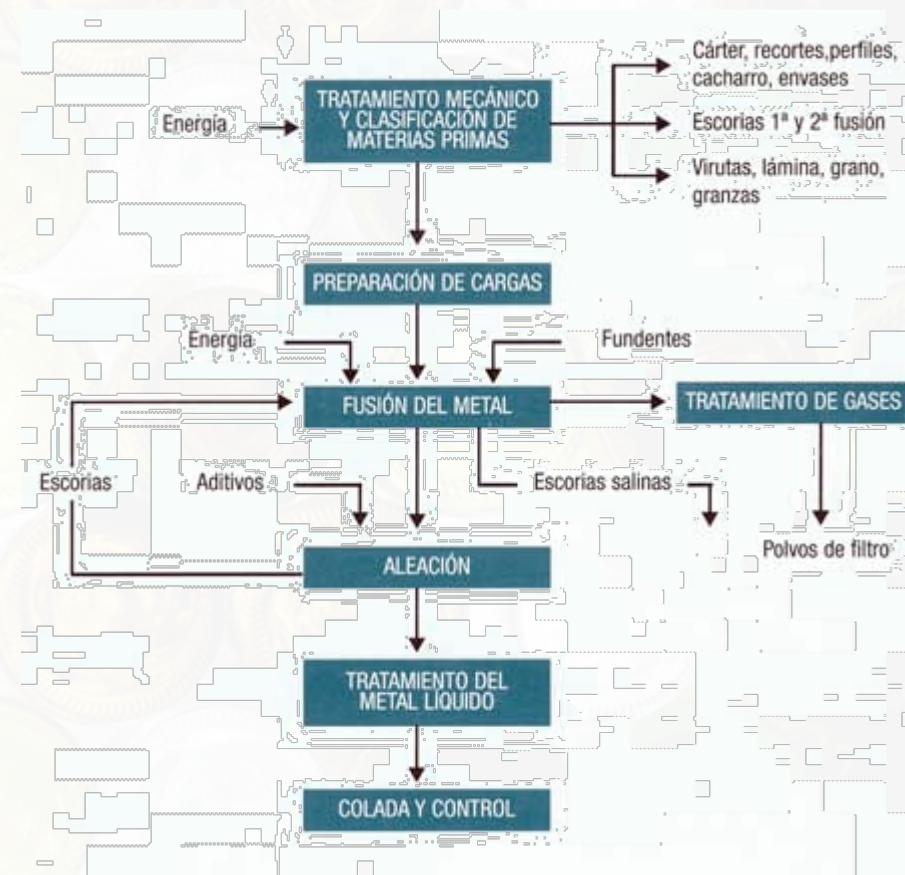 Cárter, recortes,perfiles,
cacharro, envases
TRATAMIENTO MECÁNICO
Y CLASIFICACIÓN DE
MATERIAS PRIMAS
Energía
Escorias 1ª y 2ª fusión
Virutas, lámina, grano,
granzas
PREPARACIÓN DE CARGAS
Energía
Fundentes
FUSIÓN DEL METAL
TRATAMIENTO DE GASES
Escorias
Aditivos
Escorias salinas
Polvos de filtro
ALEACIÓN
TRATAMIENTO DEL
METAL LÍQUIDO
COLADA Y CONTROL